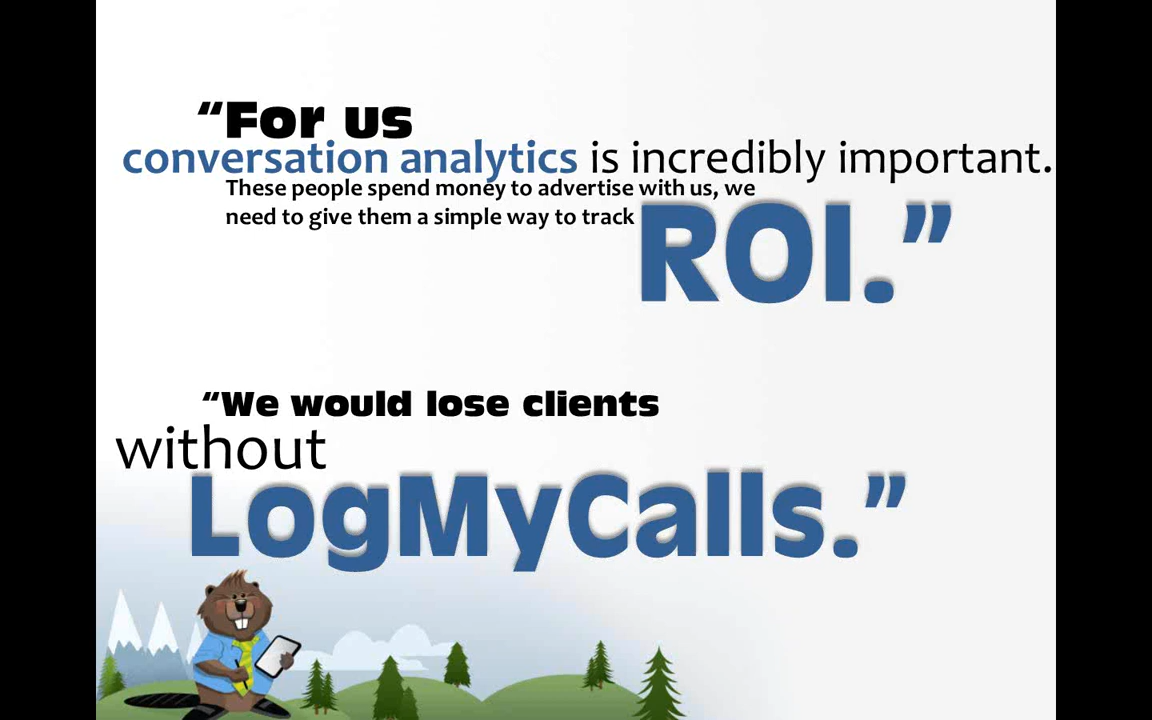 “For us
conversation analytics is incredibly important.
These people spend money to advertise with us, we
need to give them a simple way to track
ROI.”
“We would lose clients
without
LogMyCalls.”